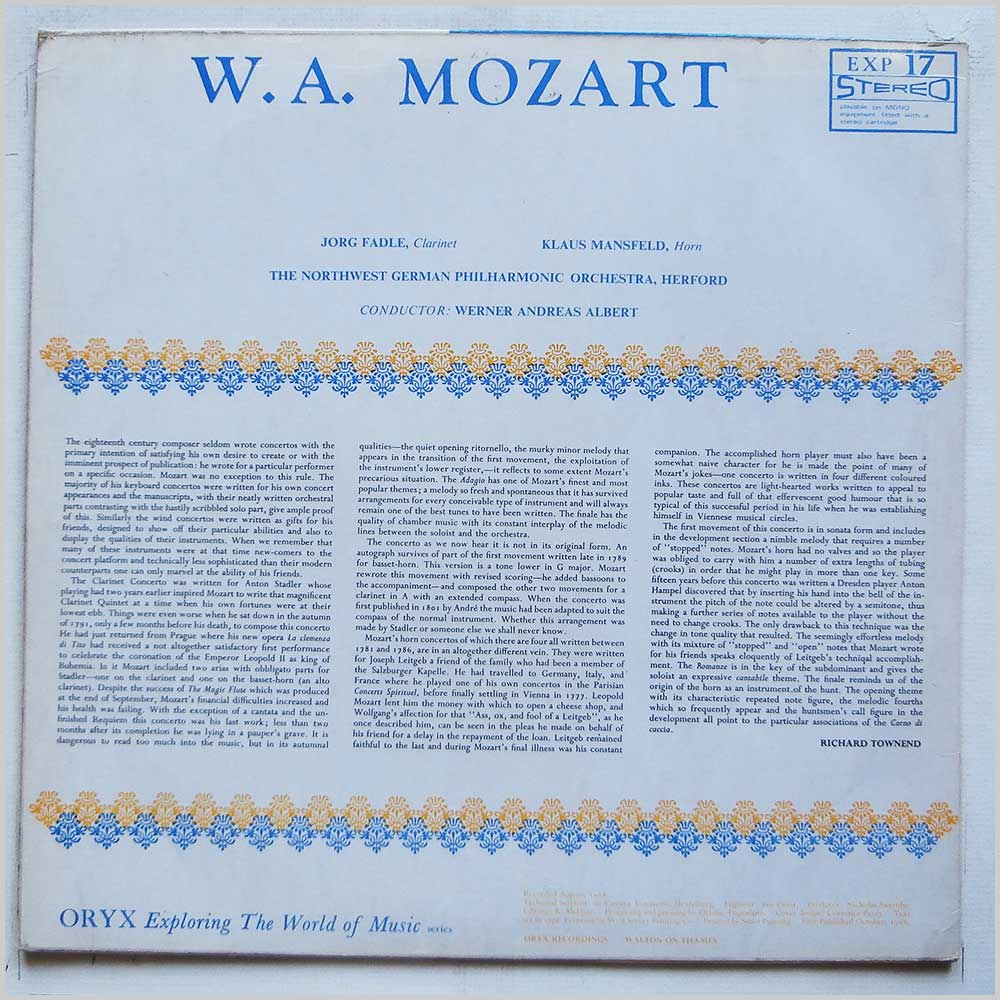 W. A. MOZART
EXP 17
STEREO
playable on MONO
equipment fitted with a
stereo cartridge
JORG FADLE, Clarinet
KLAUS MANSFELD, Horn
THE NORTHWEST GERMAN PHILHARMONIC ORCHESTRA, HERFORD
CONDUCTOR: WERNER ANDREAS ALBERT
The eighteenth century composer seldom wrote concertos with the
primary intention of satisfying his own desire to create or with the
imminent prospect of publication : he wrote for a particular performer
on a specific occasion. Mozart was no exception to this rule. The
majority of his keyboard concertos were written for his own concert
appearances and the manuscripts, with their neatly written orchestral
parts contrasting with the hastily scribbled solo part, give ample proof
of this. Similarly the wind concertos were written as gifts for his
friends, designed to show off their particular abilities and also to
display the qualities of their instruments. When we remember that
many of these instruments were at that time new-comers to the
concert platform and technically less sophisticated than their modern
counterparts one can only marvel at the ability of his friends.
The Clarinet Concerto was written for Anton Stadler whose
playing had two years earlier inspired Mozart to write that magnificent
Clarinet Quintet at a time when his own fortunes were at their
lowest ebb. Things were even worse when he sat down in the autumn
of 1791, only a few months before his death, to compose this concerto
He had just returned from Prague where his new opera La clemenza
di Tito had received a not altogether satisfactory first performance
to celebrate the coronation of the Emperor Leopold II as king of
Bohemia. In it Mozart included two arias with obbligato parts for
Stadler—one on the clarinet and one on the basset-horn (an alto
clarinet). Despite the success of The Magic Flute which was produced
at the end of September, Mozart's financial difficulties increased and
his health was failing. With the exception of a cantata and the un-
finished Requiem this concerto was his last work; less than two
months after its completion he was lying in a pauper's grave. It is
dangerous to read too much into the music, but in its autumnal
qualities—the quiet opening ritornello, the murky minor melody that
appears in the transition of the first movement, the exploitation of
the instrument's lower register,—it reflects to some extent Mozart's
precarious situation. The Adagio has one of Mozart's finest and most
popular themes ; a melody so fresh and spontaneous that it has survived
arrangements for every conceivable type of instrument and will always
remain one of the best tunes to have been written. The finale has the
quality of chamber music with its constant interplay of the melodic
lines between the soloist and the orchestra.
The concerto as we now hear it is not in its original form. An
autograph survives of part of the first movement written late in 1789
for basset-horn. This version is a tone lower in G major. Mozart
rewrote this movement with revised scoring—he added bassoons to
the accompaniment—and composed the other two movements for a
clarinet in A with an extended compass. When the concerto was
first published in 1801 by André the music had been adapted to suit the
compass of the normal instrument. Whether this arrangement was
made by Stadler or someone else we shall never know.
Mozart's horn concertos of which there are four all written between
1781 and 1786, are in an altogether different vein. They were written
for Joseph Leitgeb a friend of the family who had been a member of
the Salzburger Kapelle. He had travelled to Germany, Italy, and
France where he played one of his own concertos in the Parisian
Concerts Spirituel, before finally settling in Vienna in 1777. Leopold
Mozart lent him the money with which to open a cheese shop, and
Wolfgang's affection for that "Ass, ox, and fool of a Leitgeb", as he
once described him, can be seen in the pleas he made on behalf of
his friend for a delay in the repayment of the loan. Leitgeb remained
faithful to the last and during Mozart's final illness was his constant
companion. The accomplished horn player must also have been a
somewhat naive character for he is made the point of many of
Mozart's jokes—one concerto is written in four different coloured
inks. These concertos are light-hearted works written to appeal to
popular taste and full of that effervescent good humour that is so
typical of this successful period in his life when he was establishing
himself in Viennese musical circles.
The first movement of this concerto is in sonata form and includes
in the development section a nimble melody that requires a number
of "stopped" notes. Mozart's horn had no valves and so the player
was obliged to carry with him a number of extra lengths of tubing
(crooks) in order that he might play in more than one key. Some
fifteen years before this concerto was written a Dresden player Anton
Hampel discovered that by inserting his hand into the bell of the in-
strument the pitch of the note could be altered by a semitone, thus
making a further series of notes available to the player without the
need to change crooks. The only drawback to this technique was the
change in tone quality that resulted. The seemingly effortless melody
with its mixture of "stopped" and "open" notes that Mozart wrote
for his friends speaks eloquently of Leitgeb's technical accomplish-
ment. The Romanze is in the key of the subdominant and gives the
soloist an expressive cantabile theme. The finale reminds us of the
origin of the horn as an instrument of the hunt. The opening theme
with its characteristic repeated note figure, the melodic fourths
which so frequently appear and the huntsmen's call figure in the
development all point to the particular associations of the Corno di
caccia.
RICHARD TOWNEND
ORYX Exploring The World of Music series
ORYX RECORDINGS WALTON ON THAMES